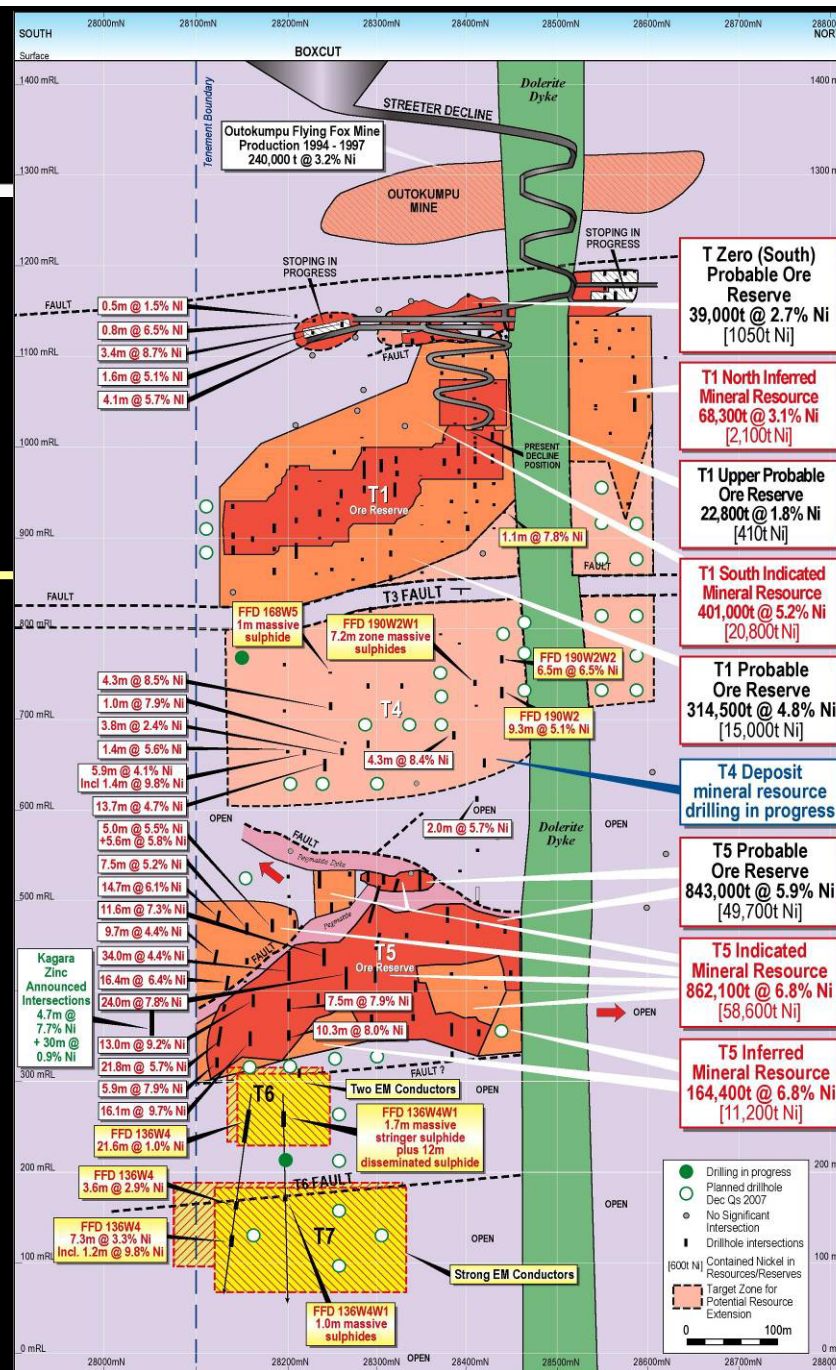 28000mN
28100mN
28200mN
28300mN
28400mN
28500mN
28600mN
28700mN
28800
SOUTH
NOR
BOXCUT
Surface
1400 mRL
1400 m
STREETER DECLINE
Dolerite
Dyke
Tenement Boundary
Outokumpu Flying Fox Mine
Production 1994 - 1997
240,000 t @ 3.2% Ni
1300 mRL
1300 m
OUTOKUMPU
MINE
STOPING IN
PROGRESS
STOPING IN
PROGRESS
1200 mRL
FAULT
T Zero (South)
Probable Ore
Reserve
39,000t @ 2.7% Ni
[1050t Ni]
0.5m @ 1.5% Ni
0.8m @ 6.5% Ni
3.4m @ 8.7% Ni
1.6m @ 5.1% Ni
4.1m @ 5.7% Ni
1100 mRL
FAULT
T1 North Inferred
Mineral Resource
68,300t @ 3.1% Ni
[2,100t Ni]
1000 mRL
PRESENT
DECLINE
POSITION
T1 Upper Probable
Ore Reserve
22,800t @ 1.8% Ni
[410t Ni]
T1
Ore Reserve
900 mRL
1.1m @ 7.8% Ni
FAULT
T1 South Indicated
Mineral Resource
401,000t @ 5.2% Ni
[20,800t Ni]
FAULT
T3 FAULT
800 mRL
FFD 168W5
1m massive
sulphide
FFD 190W2W1
7.2m zone massive
sulphides
FFD 190W2W2
6.5m @ 6.5% Ni
T1 Probable
Ore Reserve
314,500t @ 4.8% Ni
[15,000t Ni]
4.3m @ 8.5% Ni
1.0m @ 7.9% Ni
3.8m @ 2.4% Ni
1.4m @ 5.6% Ni
5.9m @ 4.1% Ni
Incl 1.4m @ 9.8% Ni
13.7m @ 4.7% Ni
700 mRL
T4
FFD 190W2
9.3m @ 5.1% Ni
4.3m @ 8.4% Ni
T4 Deposit
mineral resource
drilling in progress
600 mRL
OPEN
OPEN
OPEN
2.0m @ 5.7% Ni
Dolerite
Dyke
5.0m @ 5.5% Ni
+5.6m @ 5.8% Ni
7.5m @ 5.2% Ni
14.7m @ 6.1% Ni
11.6m @ 7.3% Ni
9.7m @ 4.4% Ni
34.0m @ 4.4% Ni
16.4m @ 6.4% Ni
24.0m @ 7.8% Ni
13.0m @ 9.2% Ni
21.8m @ 5.7% Ni
5.9m @ 7.9% Ni
16.1m @ 9.7% Ni
FAULT
Pegmatite Dyke
500 mRL
Pegmatite
FAULT
T5
Ore Reserve
T5 Probable
Ore Reserve
843,000t @ 5.9% Ni
[49,700t Ni]
Kagara
Zinc
Announced
Intersections
4.7m @
7.7% Ni
+ 30m @
0.9% Ni
7.5m @ 7.9% Ni
10.3m @ 8.0% Ni
T5 Indicated
Mineral Resource
862,100t @ 6.8% Ni
[58,600t Ni]
OPEN
T5 Inferred
Mineral Resource
164,400t @ 6.8% Ni
[11,200t Ni]
300 mRL
FAULT ?
T6
Two EM Conductors
OPEN
FFD 136W4
21.6m @ 1.0% Ni
FFD 136W4W1
1.7m massive
stringer sulphide
plus 12m
disseminated sulphide
200 mRL
200 m
FFD 136W4
3.6m @ 2.9% Ni
T6 FAULT
OPEN
T7
FFD 136W4
7.3m @ 3.3% Ni
Incl. 1.2m @ 9.8% Ni
OPEN
100 mRL
100 m
Strong EM Conductors
FFD 136W4W1
1.0m massive
sulphides
Drilling in progress
Planned drillhole
Dec Qs 2007
No Significant
Intersection
Drillhole intersections
[600t Ni] Contained Nickel in
Resources/Reserves
Target Zone for
Potential Resource
Extension
0 100m
0 mRL
0 m
OPEN
28000mN
28100mN
28200mN
28300mN
28400mN
28500mN
28600mN
28700mN
2880